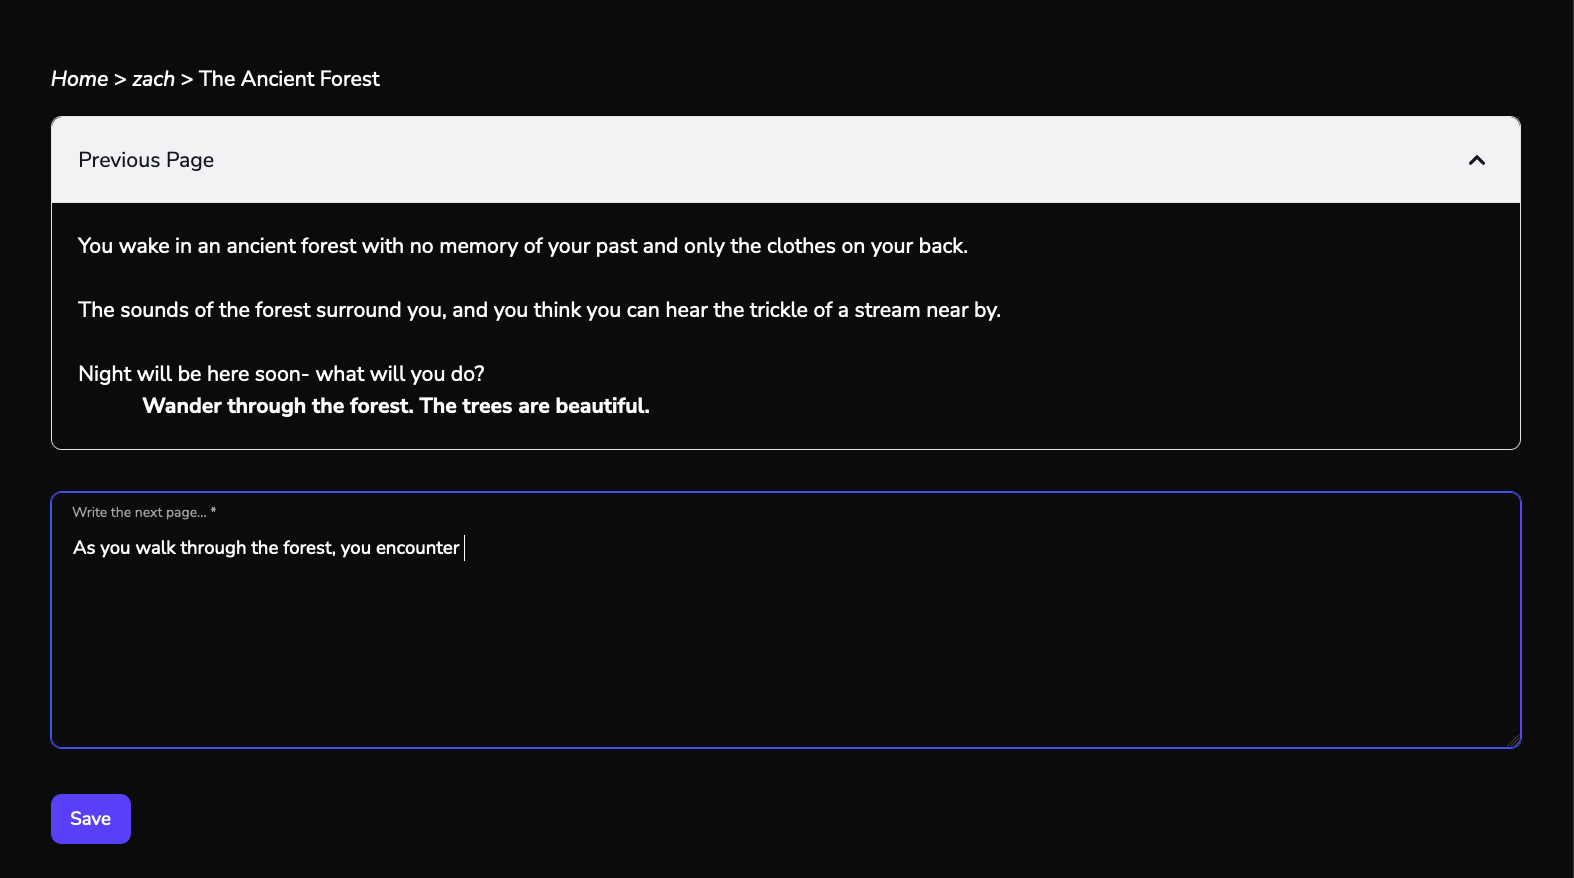 Home > zach > The Ancient Forest
Previous Page
You wake in an ancient forest with no memory of your past and only the clothes on your back.
The sounds of the forest surround you, and you think you can hear the trickle of a stream near by.
Night will be here soon- what will you do?
Wander through the forest. The trees are beautiful.
Write the next page... *
As you walk through the forest, you encounter
Save